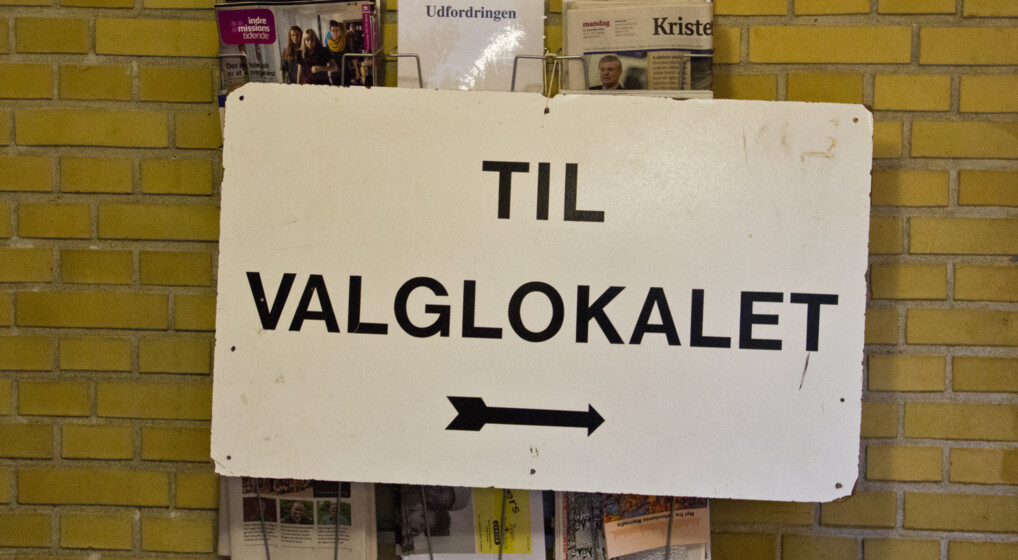 indre
missions
tidende
Udfordringen
mandag
Kriste
TIL
VALGLOKALET